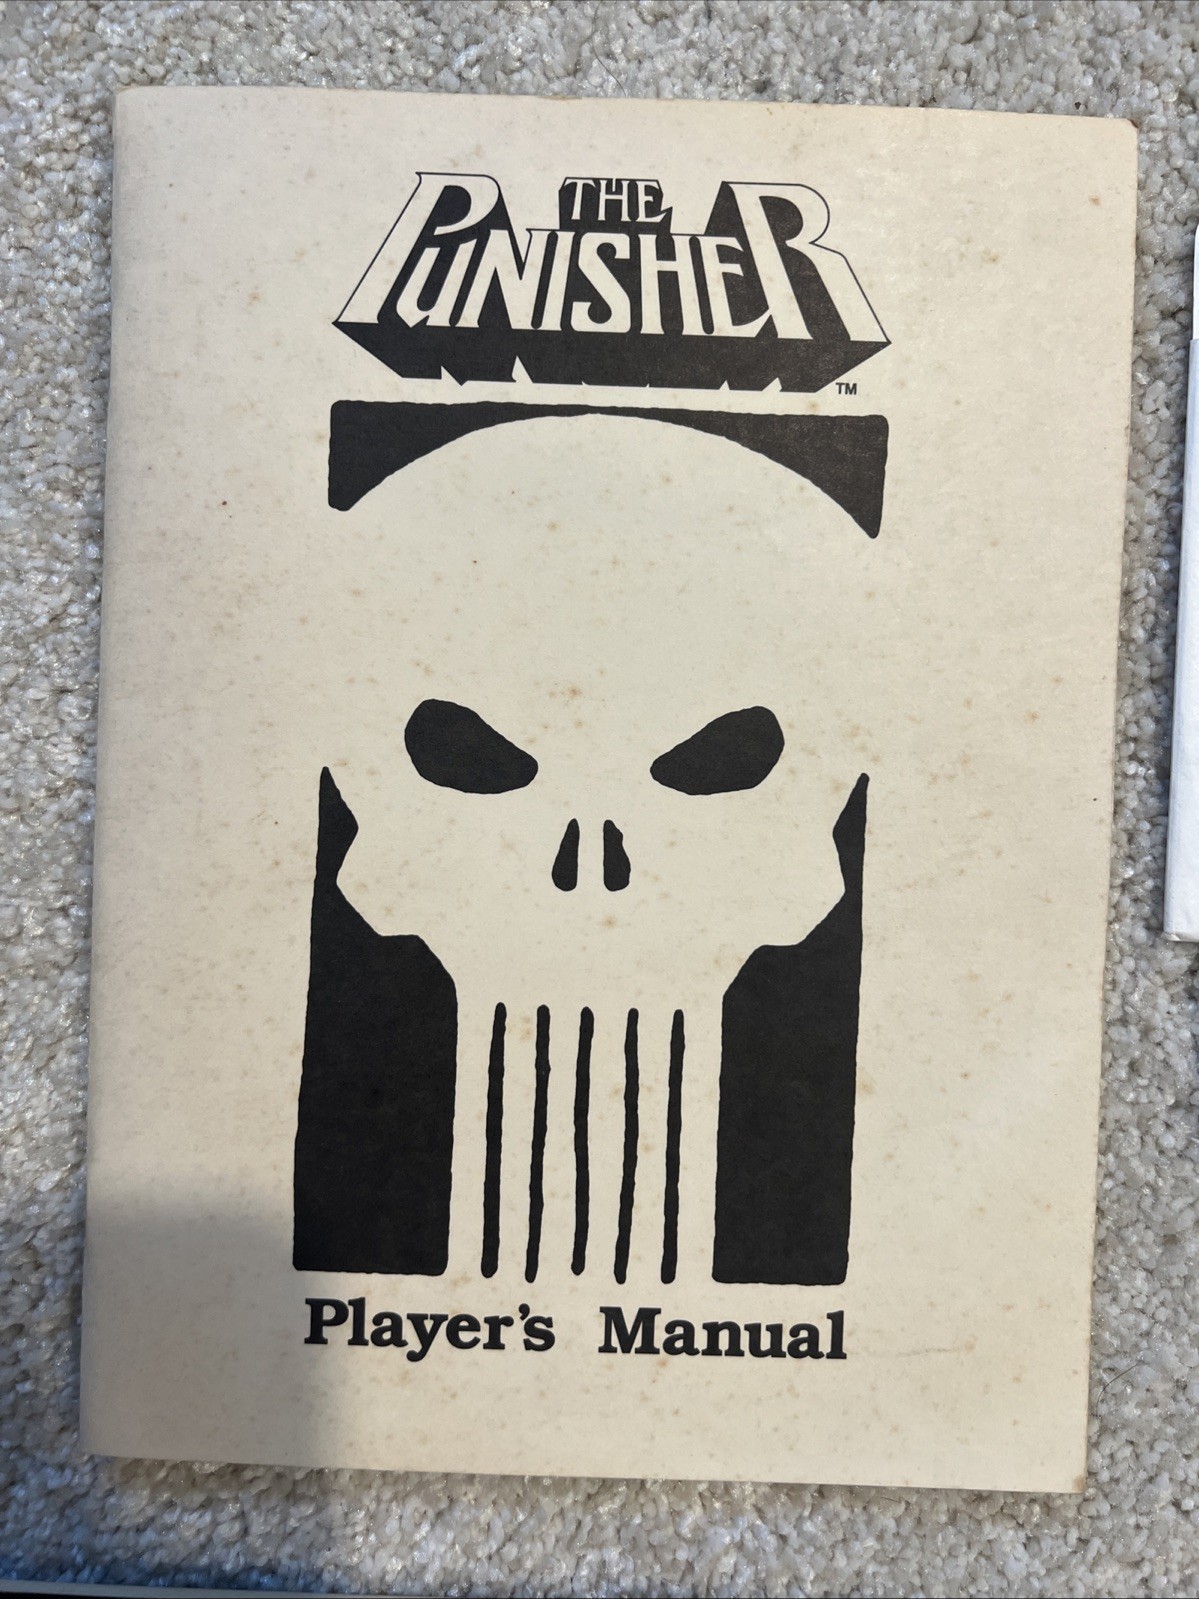 THE
PUNISHER
TM
Player's Manual